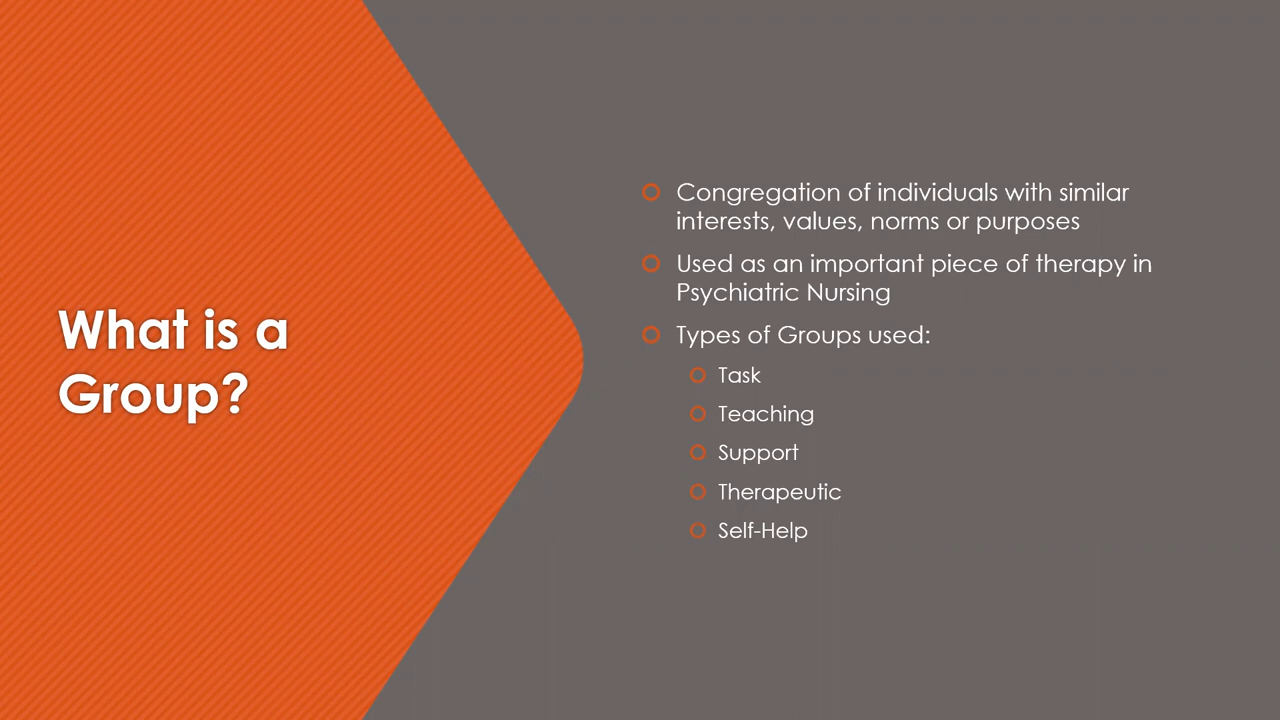 What is a
Group?
Congregation of individuals with similar
interests, values, norms or purposes
Used as an important piece of therapy in
Psychiatric Nursing
Types of Groups used:
Task
Teaching
Support
Therapeutic
Self-Help